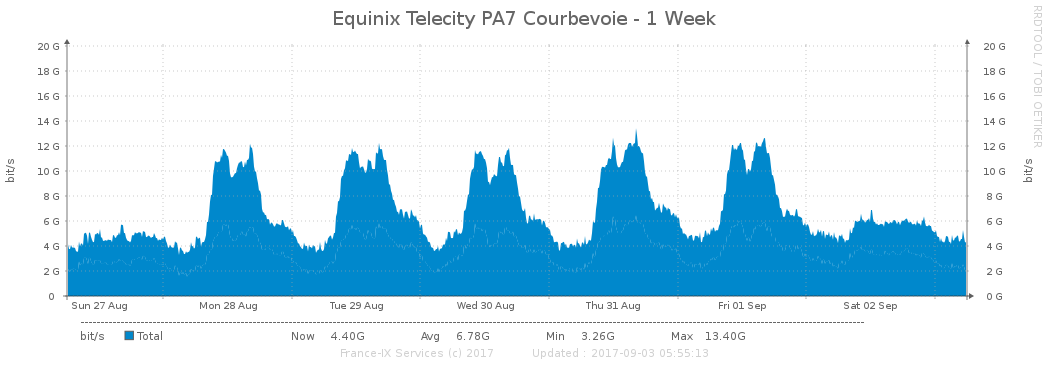 Equinix Telecity PA7 Courbevoie - 1 Week
RRDTOOL / TOBI OETIKER
20 G 20 G
18 G 18 G
16 G 16 G
14 G 14 G
12 G 12 G
10 G 10 G
8 G 8 G
6 G 6 G
4 G 4 G
2 G 2 G
0 0 G
bit/s
bit/s
Sun 27 Aug Mon 28 Aug Tue 29 Aug Wed 30 Aug Thu 31 Aug Fri 01 Sep Sat 02 Sep
bit/s Total Now 4.40G Avg 6.78G Min 3.26G Max 13.40G
France-IX Services (c) 2017 Updated : 2017-09-03 05:55:13